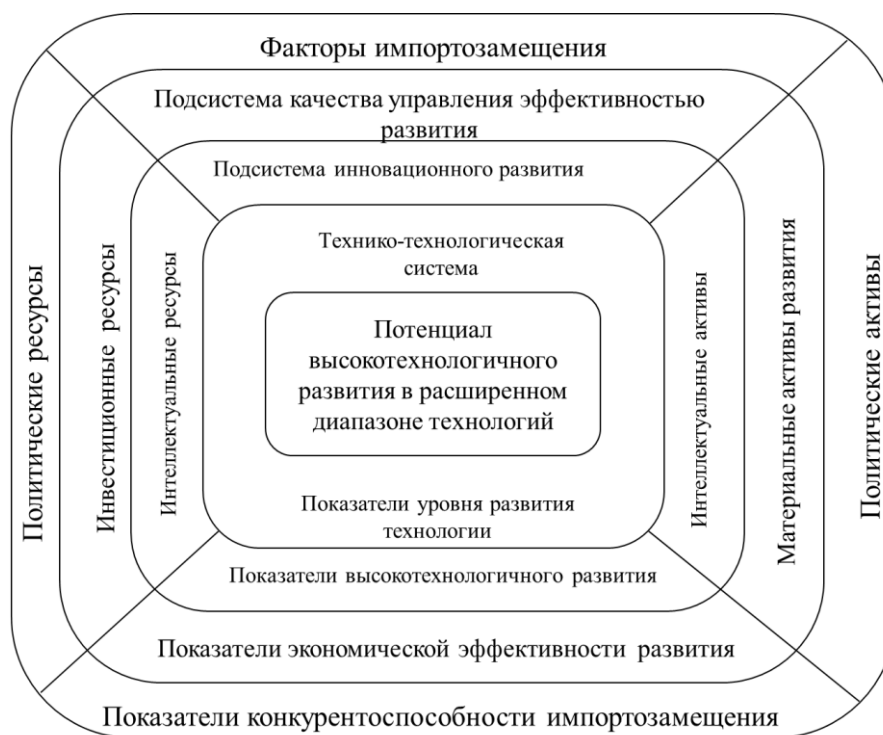 Факторы импортозамещения
Подсистема качества управления эффективностью
развития
Подсистема инновационного развития
Технико-технологическая
система
Политические ресурсы
Инвестиционные ресурсы
Интеллектуальные ресурсы
Потенциал
высокотехнологичного
развития в расширенном
диапазоне технологий
Интеллектуальные активы
Материальные активы развития
Политические активы
Показатели уровня развития
технологии
Показатели высокотехнологичного развития
Показатели экономической эффективности развития
Показатели конкурентоспособности импортозамещения